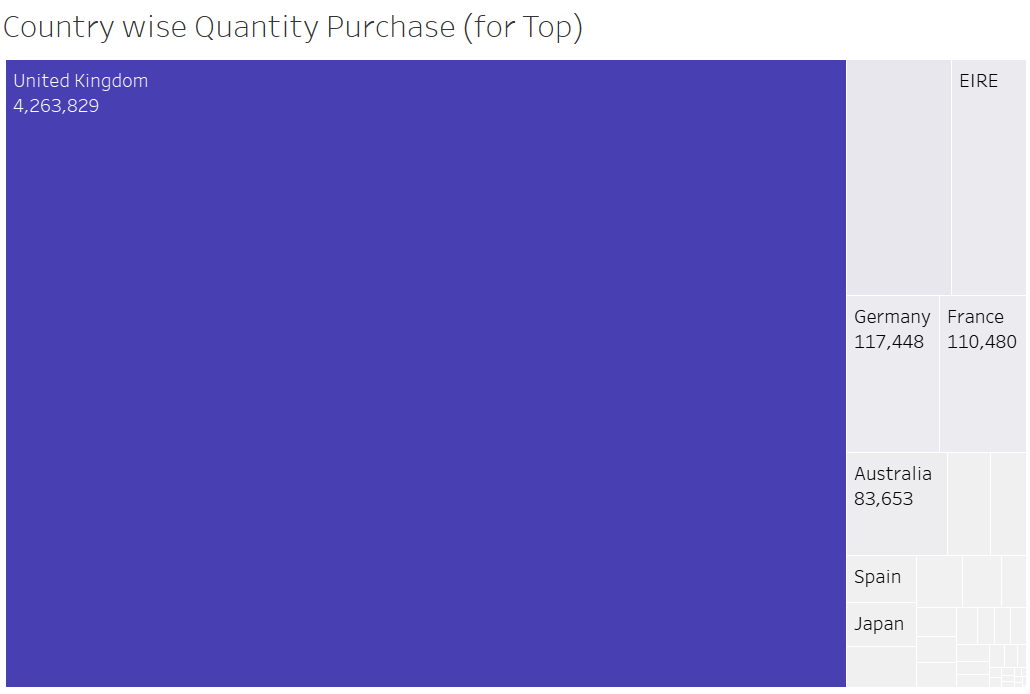 Country wise Quantity Purchase (for Top)
United Kingdom
4,263,829
EIRE
Germany
117,448
France
110,480
Australia
83,653
Spain
Japan